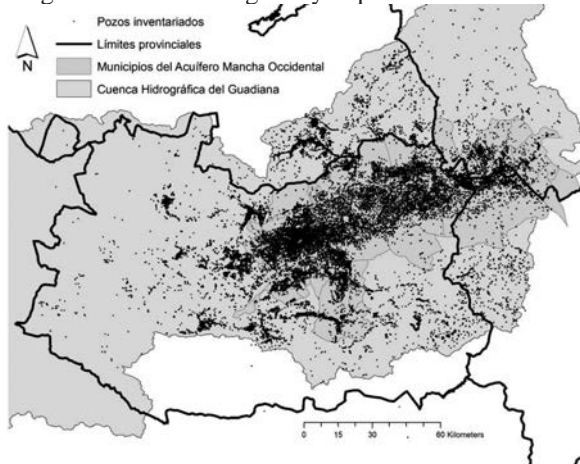 Pozos inventariados
Límites provinciales
Municipios del Acuífero Mancha Occidental
Cuenca Hidrográfica del Guadiana
N
0 15 30 60 Kilometers